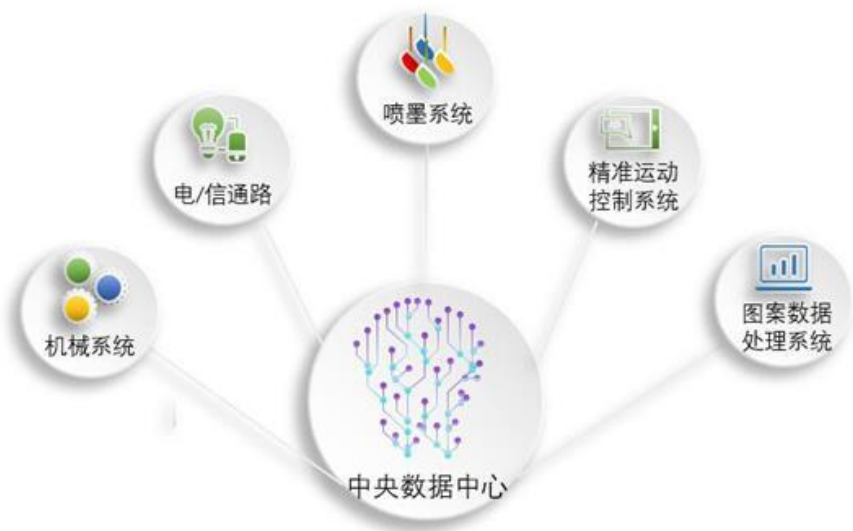 喷墨系统
电/信通路
精准运动
控制系统
机械系统
图案数据
处理系统
中央数据中心